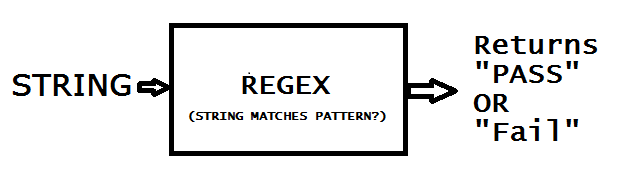 STRING
REGEX
(STRING MATCHES PATTERN?)
Returns
"PASS"
OR
"Fail"